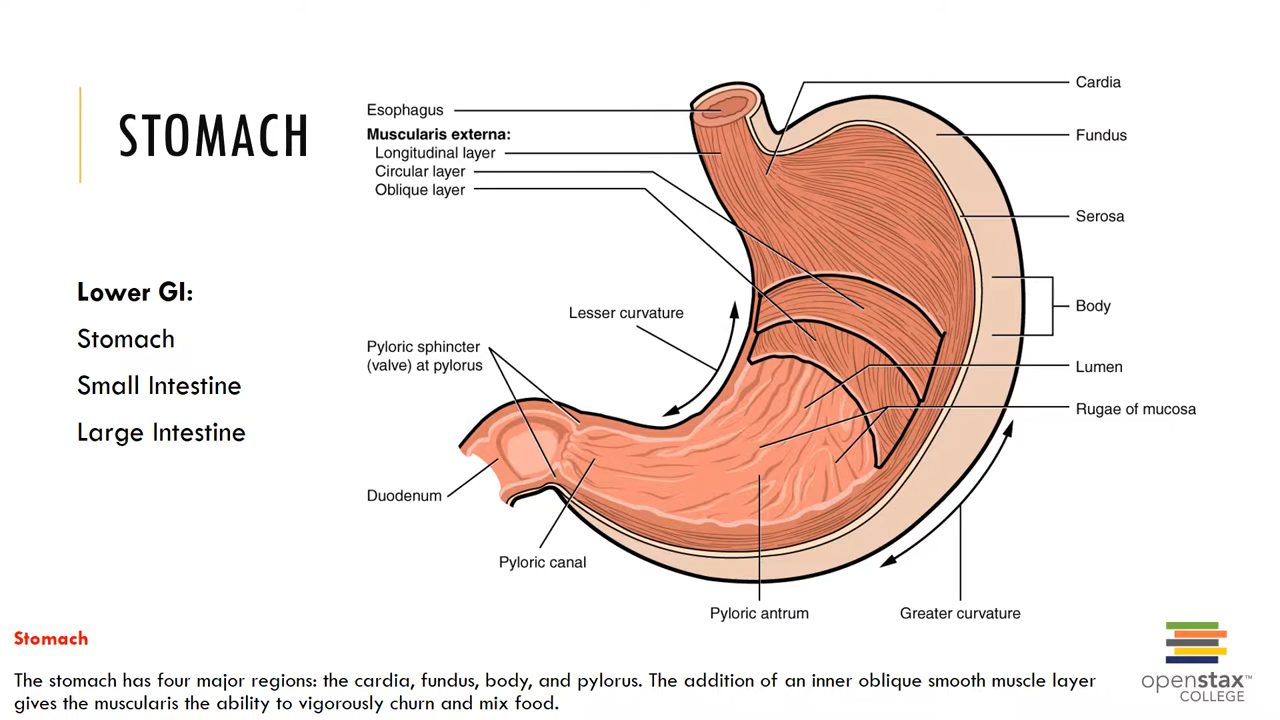 STOMACH
Lower GI:
Stomach
Small Intestine
Large Intestine
Esophagus
Muscularis externa:
Longitudinal layer
Circular layer
Oblique layer
Lesser curvature
Pyloric sphincter
(valve) at pylorus
Duodenum
Pyloric canal
Pyloric antrum
Greater curvature
Cardia
Fundus
Serosa
Body
Lumen
Rugae of mucosa
Stomach
The stomach has four major regions: the cardia, fundus, body, and pylorus. The addition of an inner oblique smooth muscle layer
gives the muscularis the ability to vigorously churn and mix food.
openstax™
COLLEGE